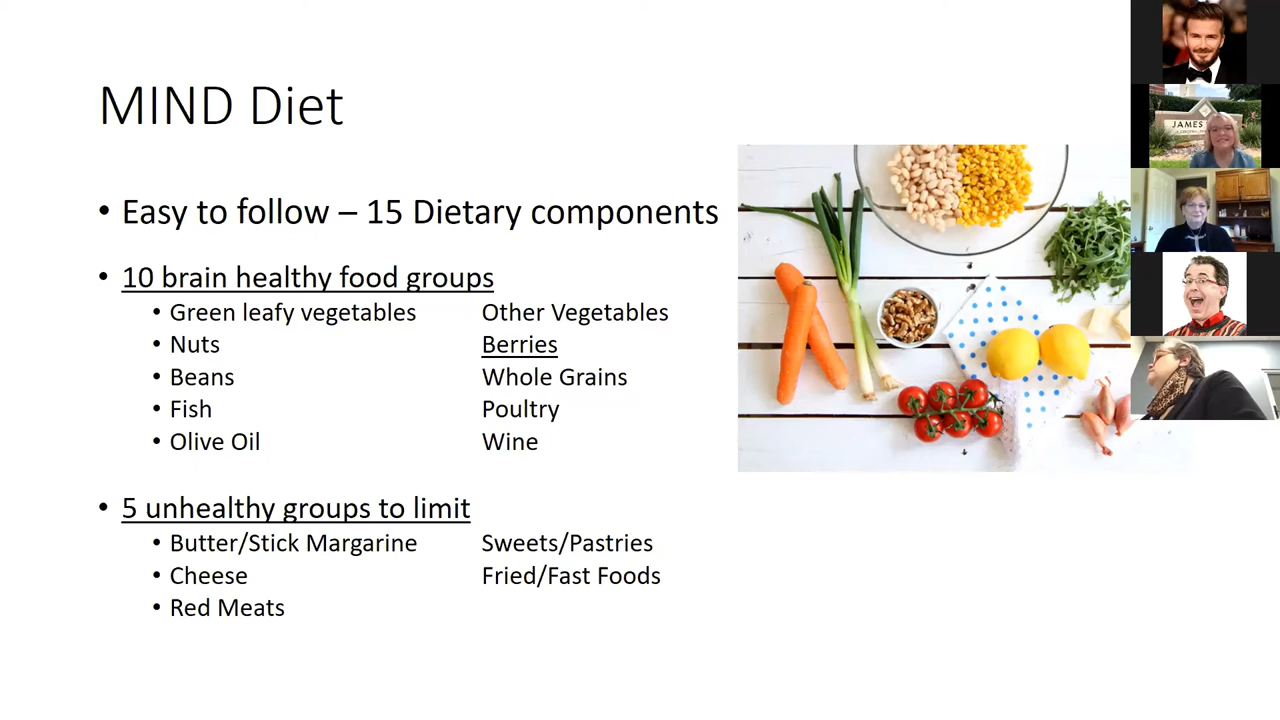 MIND Diet
• Easy to follow – 15 Dietary components
• 10 brain healthy food groups
• Green leafy vegetables Other Vegetables
• Nuts Berries
• Beans Whole Grains
• Fish Poultry
• Olive Oil Wine
• 5 unhealthy groups to limit
• Butter/Stick Margarine Sweets/Pastries
• Cheese Fried/Fast Foods
• Red Meats
JAMES